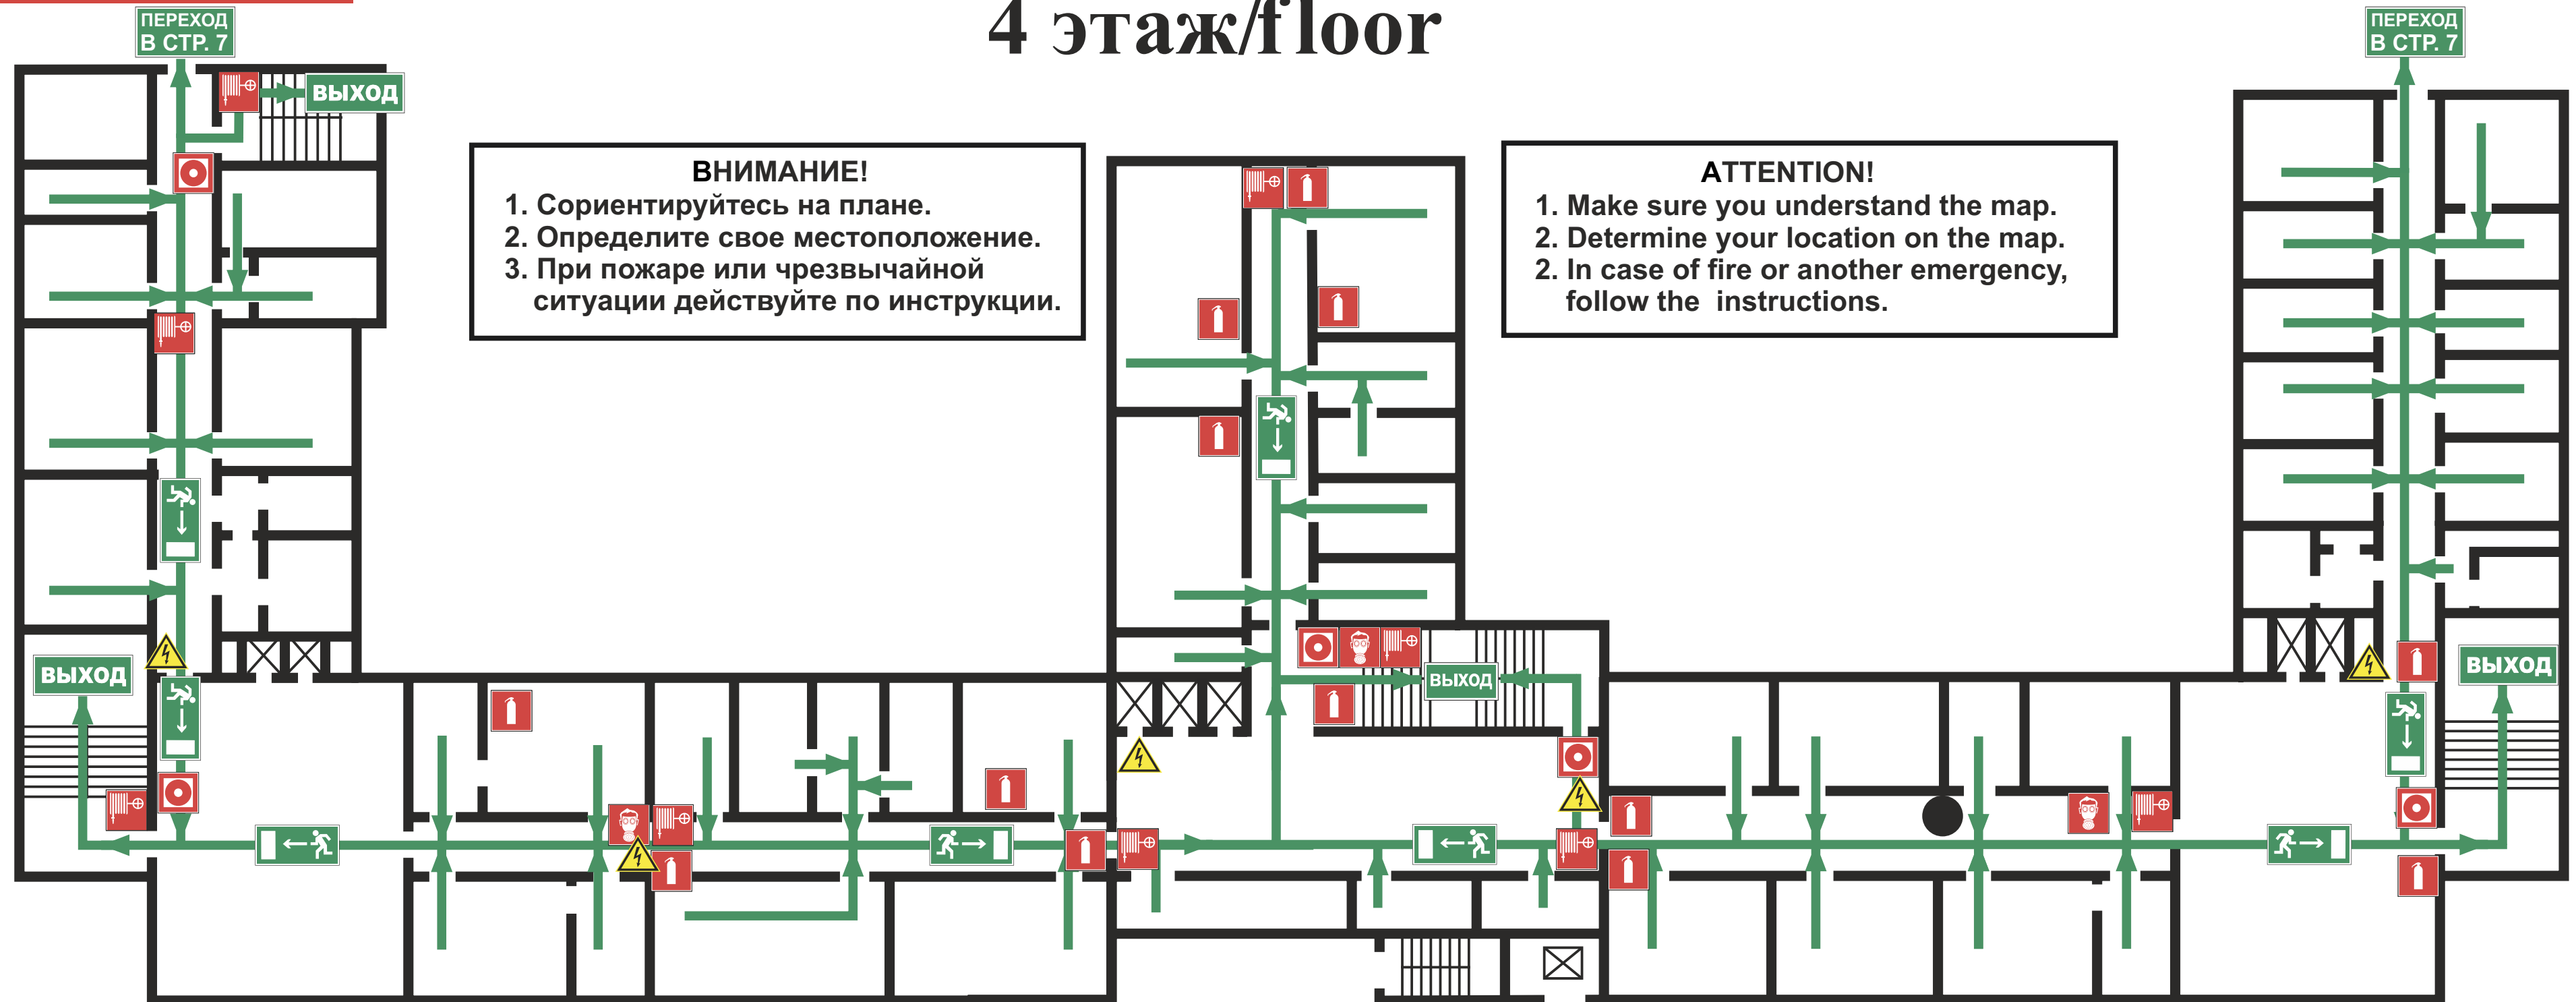 4 этаж/floor
ПЕРЕХОД
В СТР. 7
ПЕРЕХОД
В СТР. 7
ВЫХОД
ВНИМАНИЕ!
1. Сориентируйтесь на плане.
2. Определите свое местоположение.
3. При пожаре или чрезвычайной
ситуации действуйте по инструкции.
ATTENTION!
1. Make sure you understand the map.
2. Determine your location on the map.
2. In case of fire or another emergency,
follow the instructions.
ВЫХОД
ВЫХОД
ВЫХОД